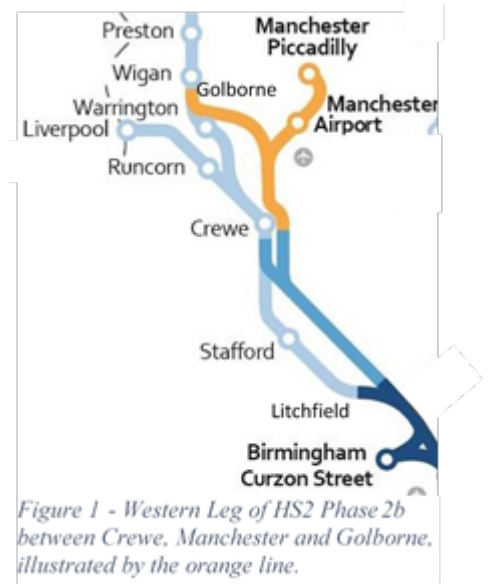 Preston
Manchester
Piccadilly
Wigan
Golborne
Warrington
Manchester
Airport
Liverpool
Runcorn
Crewe
Stafford
Litchfield
Birmingham
Curzon Street
Figure 1 - Western Leg of HS2 Phase 2b
between Crewe, Manchester and Golborne,
illustrated by the orange line.